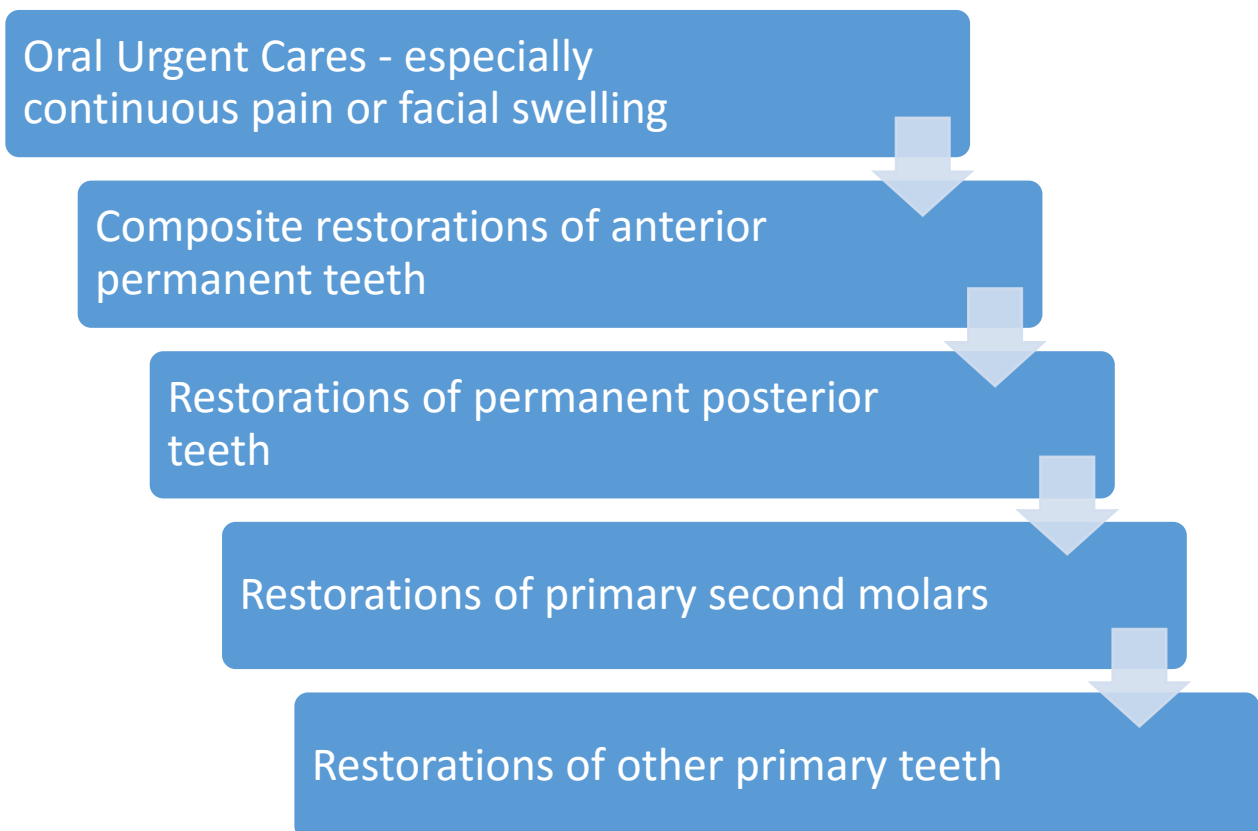 Oral Urgent Cares - especially
continuous pain or facial swelling
Composite restorations of anterior
permanent teeth
Restorations of permanent posterior
teeth
Restorations of primary second molars
Restorations of other primary teeth